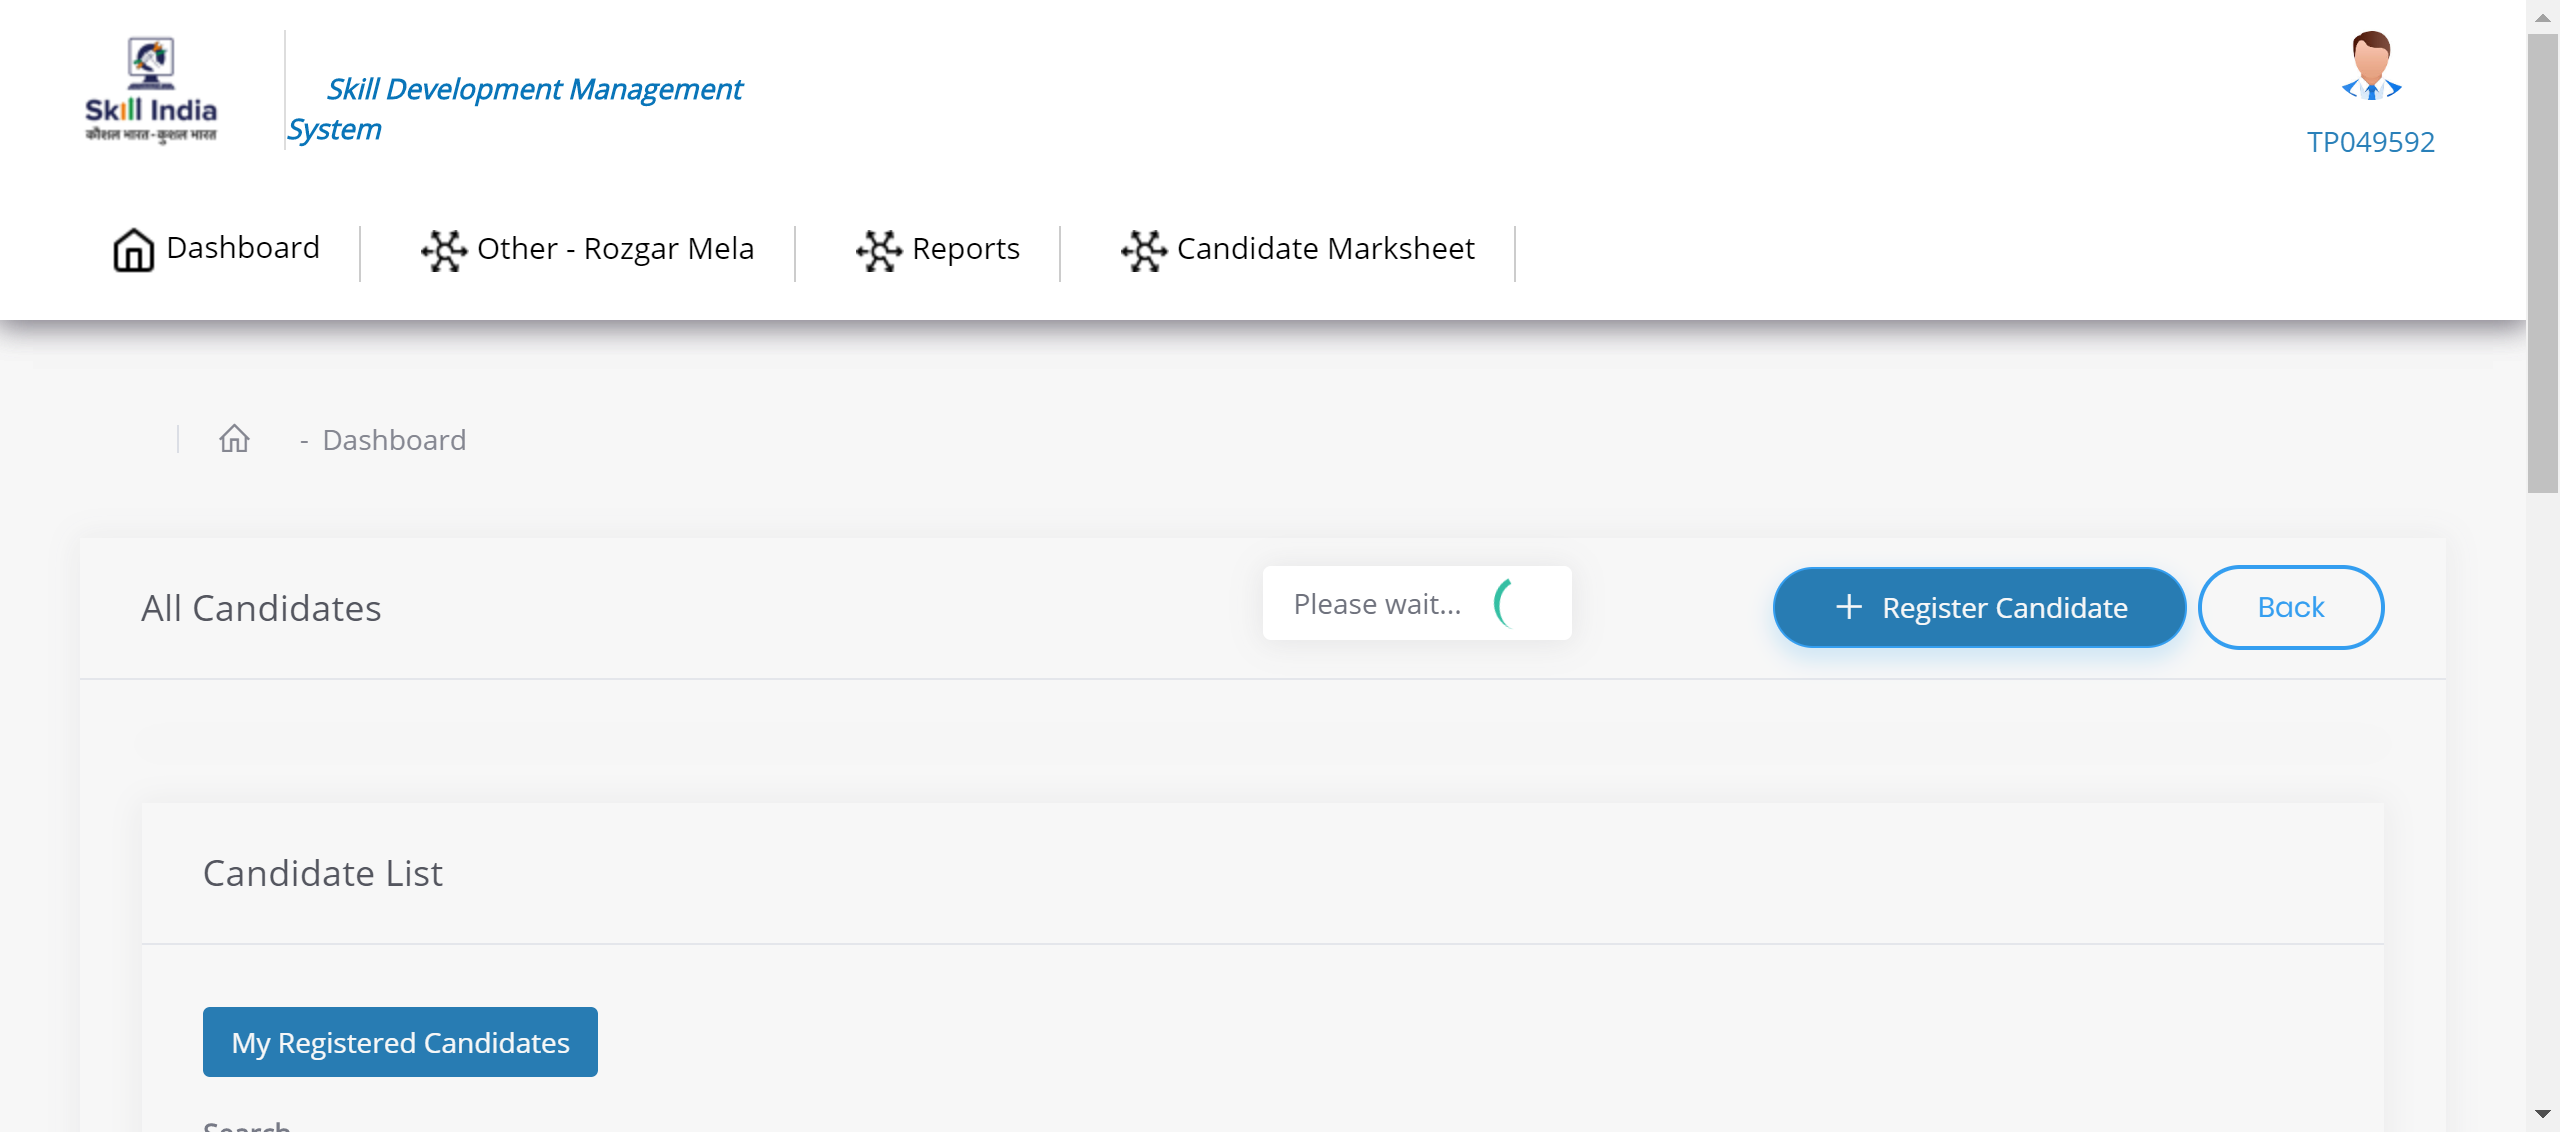 Skill India
कौशल भारत-कुशल भारत
Skill Development Management
System
TP049592
Dashboard
Other - Rozgar Mela
Reports
Candidate Marksheet
- Dashboard
All Candidates
Please wait...
Register Candidate
Back
Candidate List
My Registered Candidates
Search